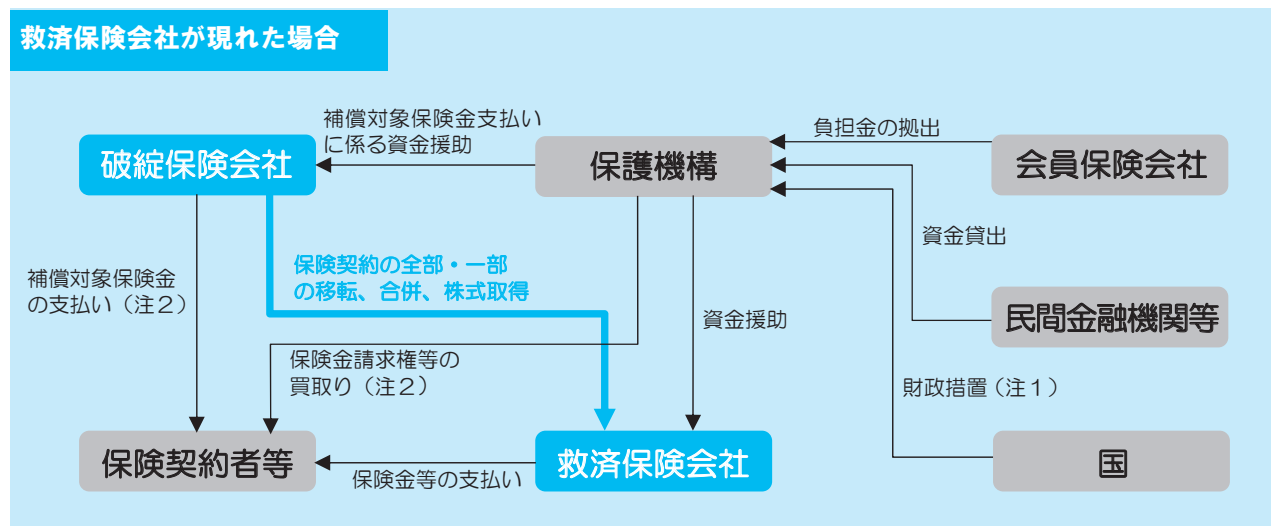 救済保険会社が現れた場合
補償対象保険金支払い
に係る資金援助
負担金の拠出
破綻保険会社
保護機構
会員保険会社
資金貸出
保険契約の全部・一部
の移転、合併、株式取得
補償対象保険金
の支払い（注２）
資金援助
民間金融機関等
保険金請求権等の
買取り（注２）
財政措置（注１）
保険契約者等
救済保険会社
国
保険金等の支払い